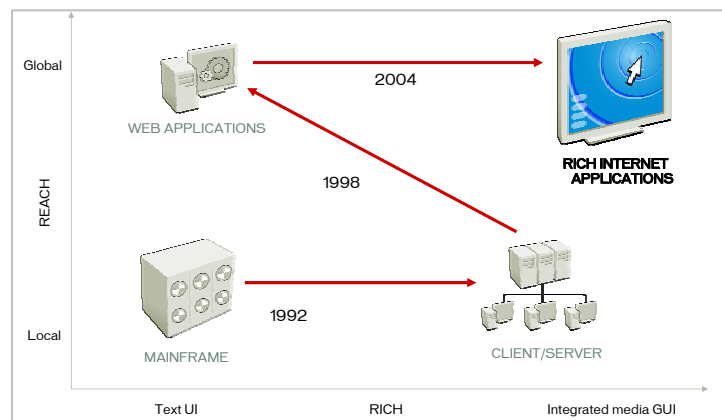 Global
2004
WEB APPLICATIONS
RICH INTERNET
APPLICATIONS
1998
REACH
1992
Local
MAINFRAME
CLIENT/SERVER
Text UI
RICH
Integrated media GUI